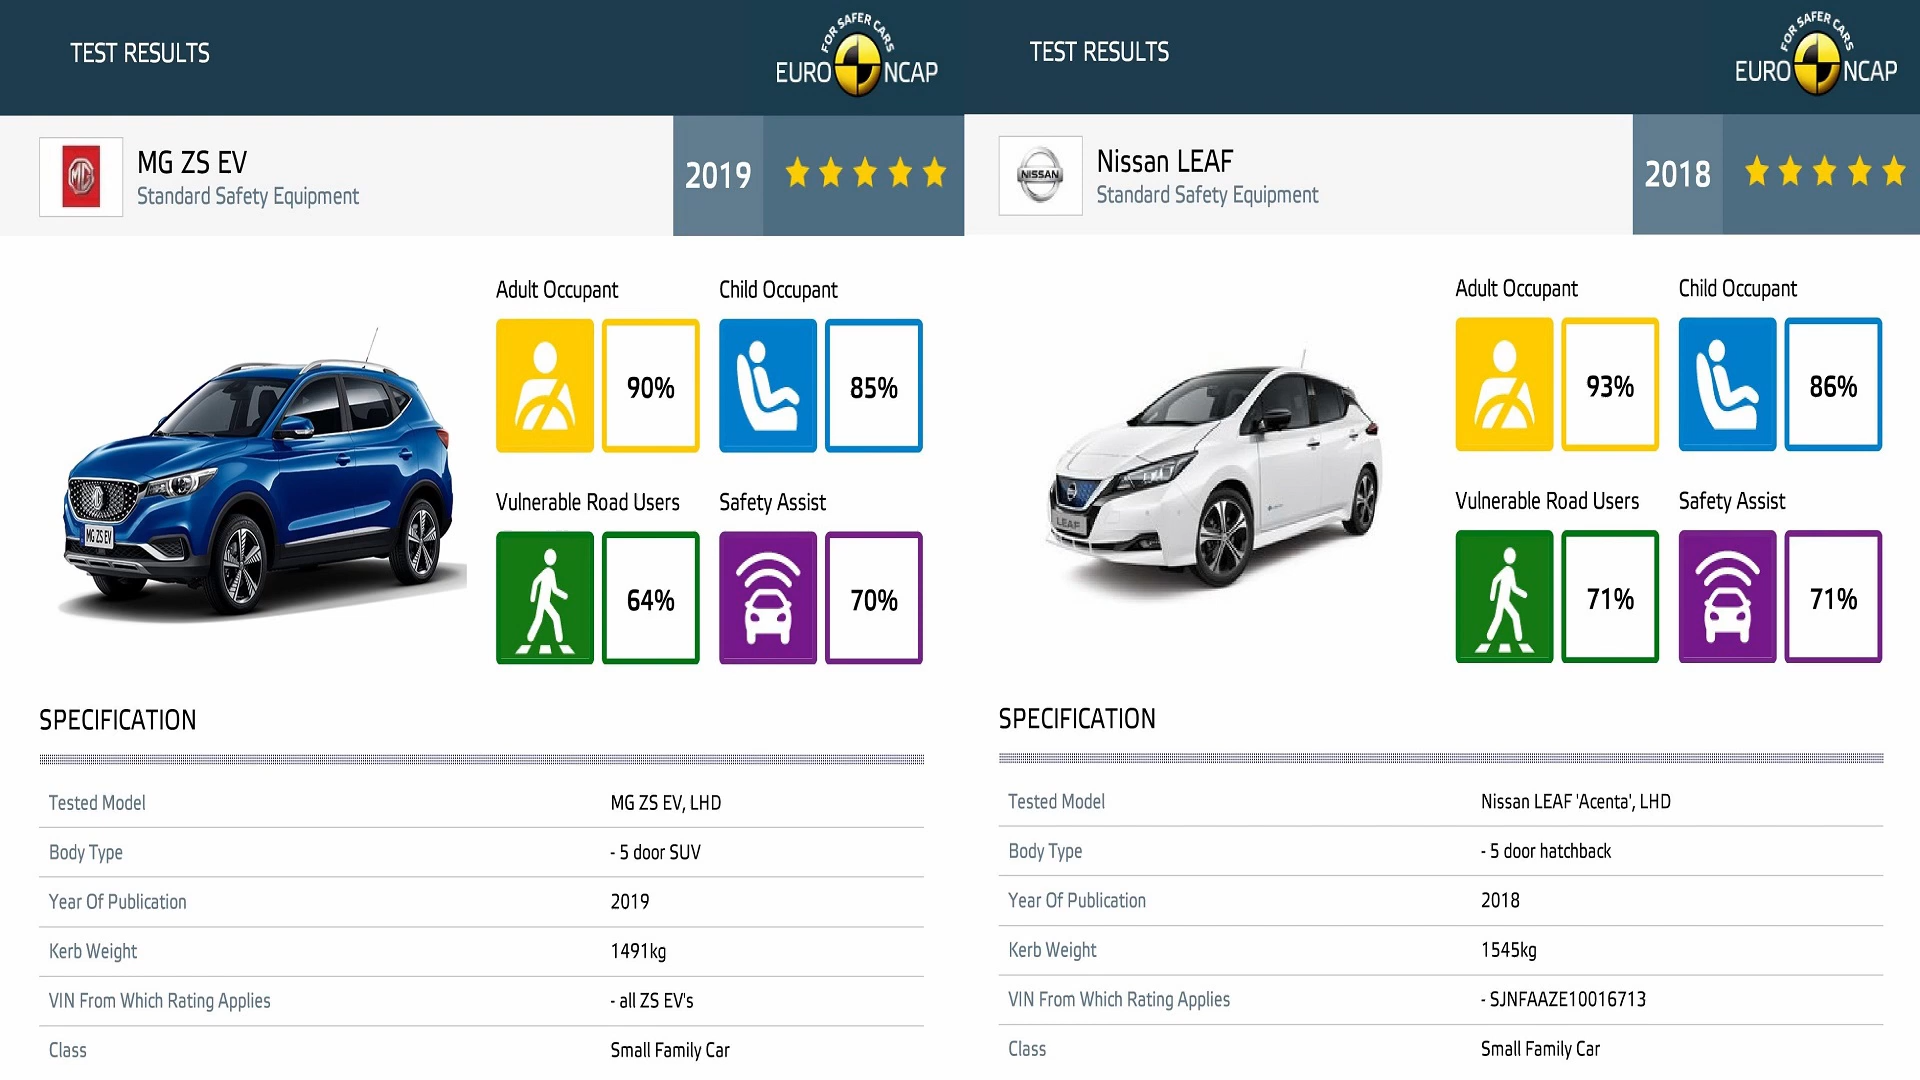 TEST RESULTS
FOR SAFER CARS
EURO NCAP
MG
MG ZS EV
Standard Safety Equipment
2019
Adult Occupant
Child Occupant
90%
85%
Vulnerable Road Users
Safety Assist
64%
70%
MG ZS EV
SPECIFICATION
Tested Model MG ZS EV, LHD
Body Type - 5 door SUV
Year Of Publication 2019
Kerb Weight 1491kg
VIN From Which Rating Applies - all ZS EV's
Class Small Family Car
TEST RESULTS
FOR SAFER CARS
EURO NCAP
NISSAN
Nissan LEAF
Standard Safety Equipment
2018
Adult Occupant
Child Occupant
93%
86%
Vulnerable Road Users
Safety Assist
71%
71%
LEAF
SPECIFICATION
Tested Model Nissan LEAF 'Acenta', LHD
Body Type - 5 door hatchback
Year Of Publication 2018
Kerb Weight 1545kg
VIN From Which Rating Applies - SJNFAAZE10016713
Class Small Family Car